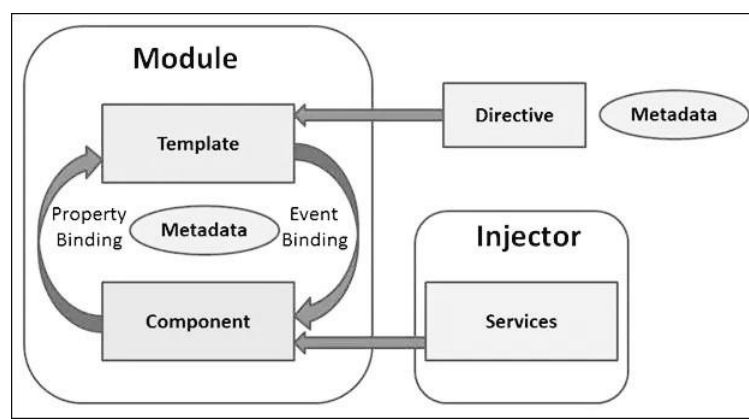 Module
Template
Directive
Metadata
Property
Binding
Metadata
Event
Binding
Injector
Component
Services